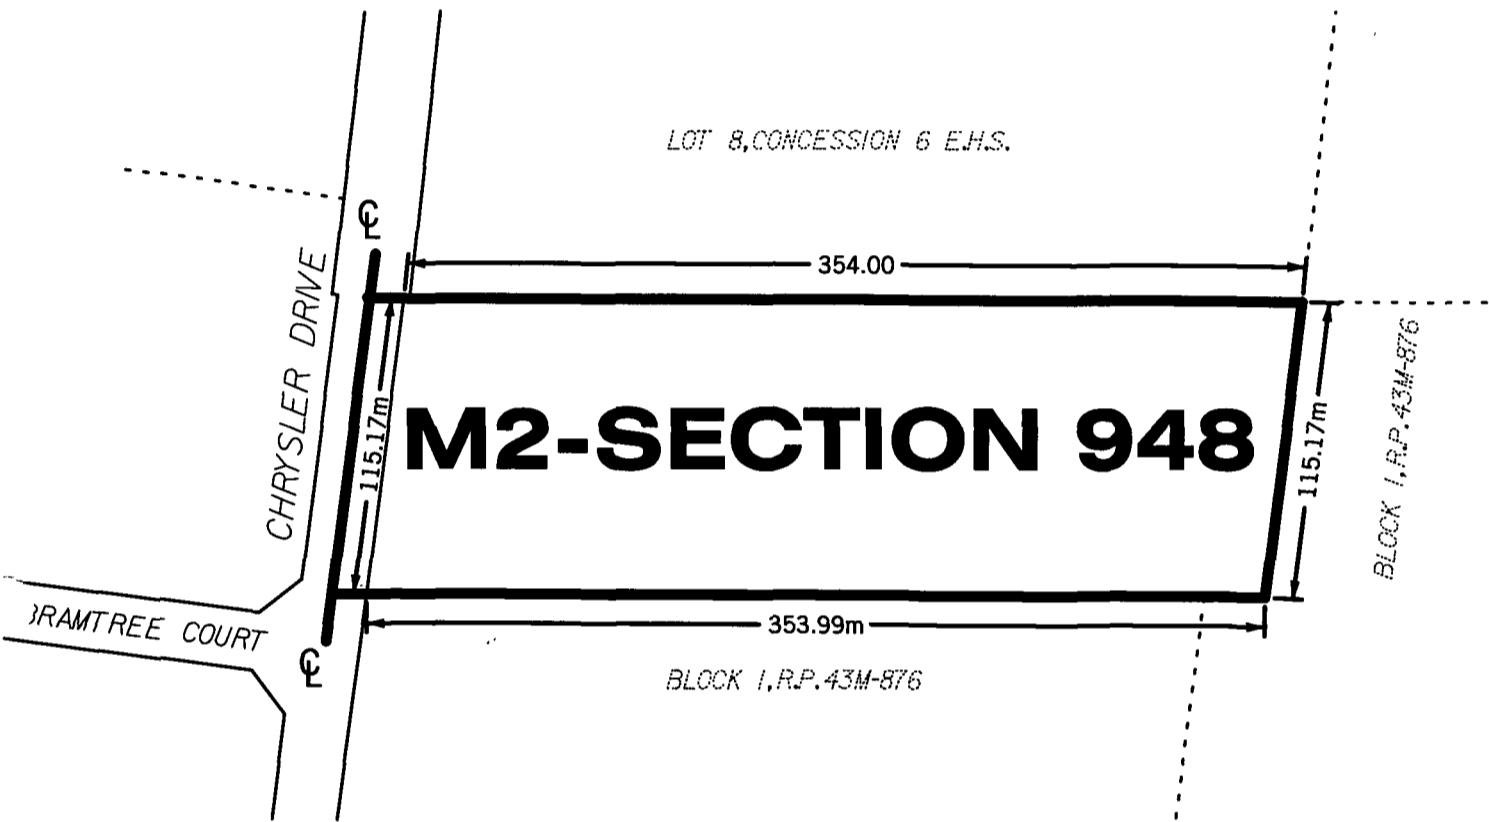 LOT 8,CONCESSION 6 E.H.S.
℄
354.00
CHRYSLER DRIVE
115.17m
M2-SECTION 948
115.17m
BLOCK 1,R.P.43M-876
COURT
353.99m
℄
BLOCK 1,R.P.43M-876